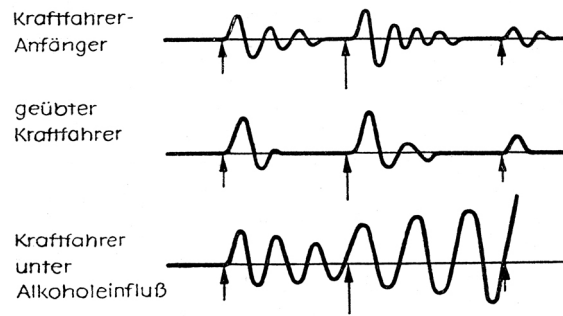 Kraftfahrer-
Anfänger
geübter
Kraftfahrer
Kraftfahrer
unter
Alkoholeinfluß